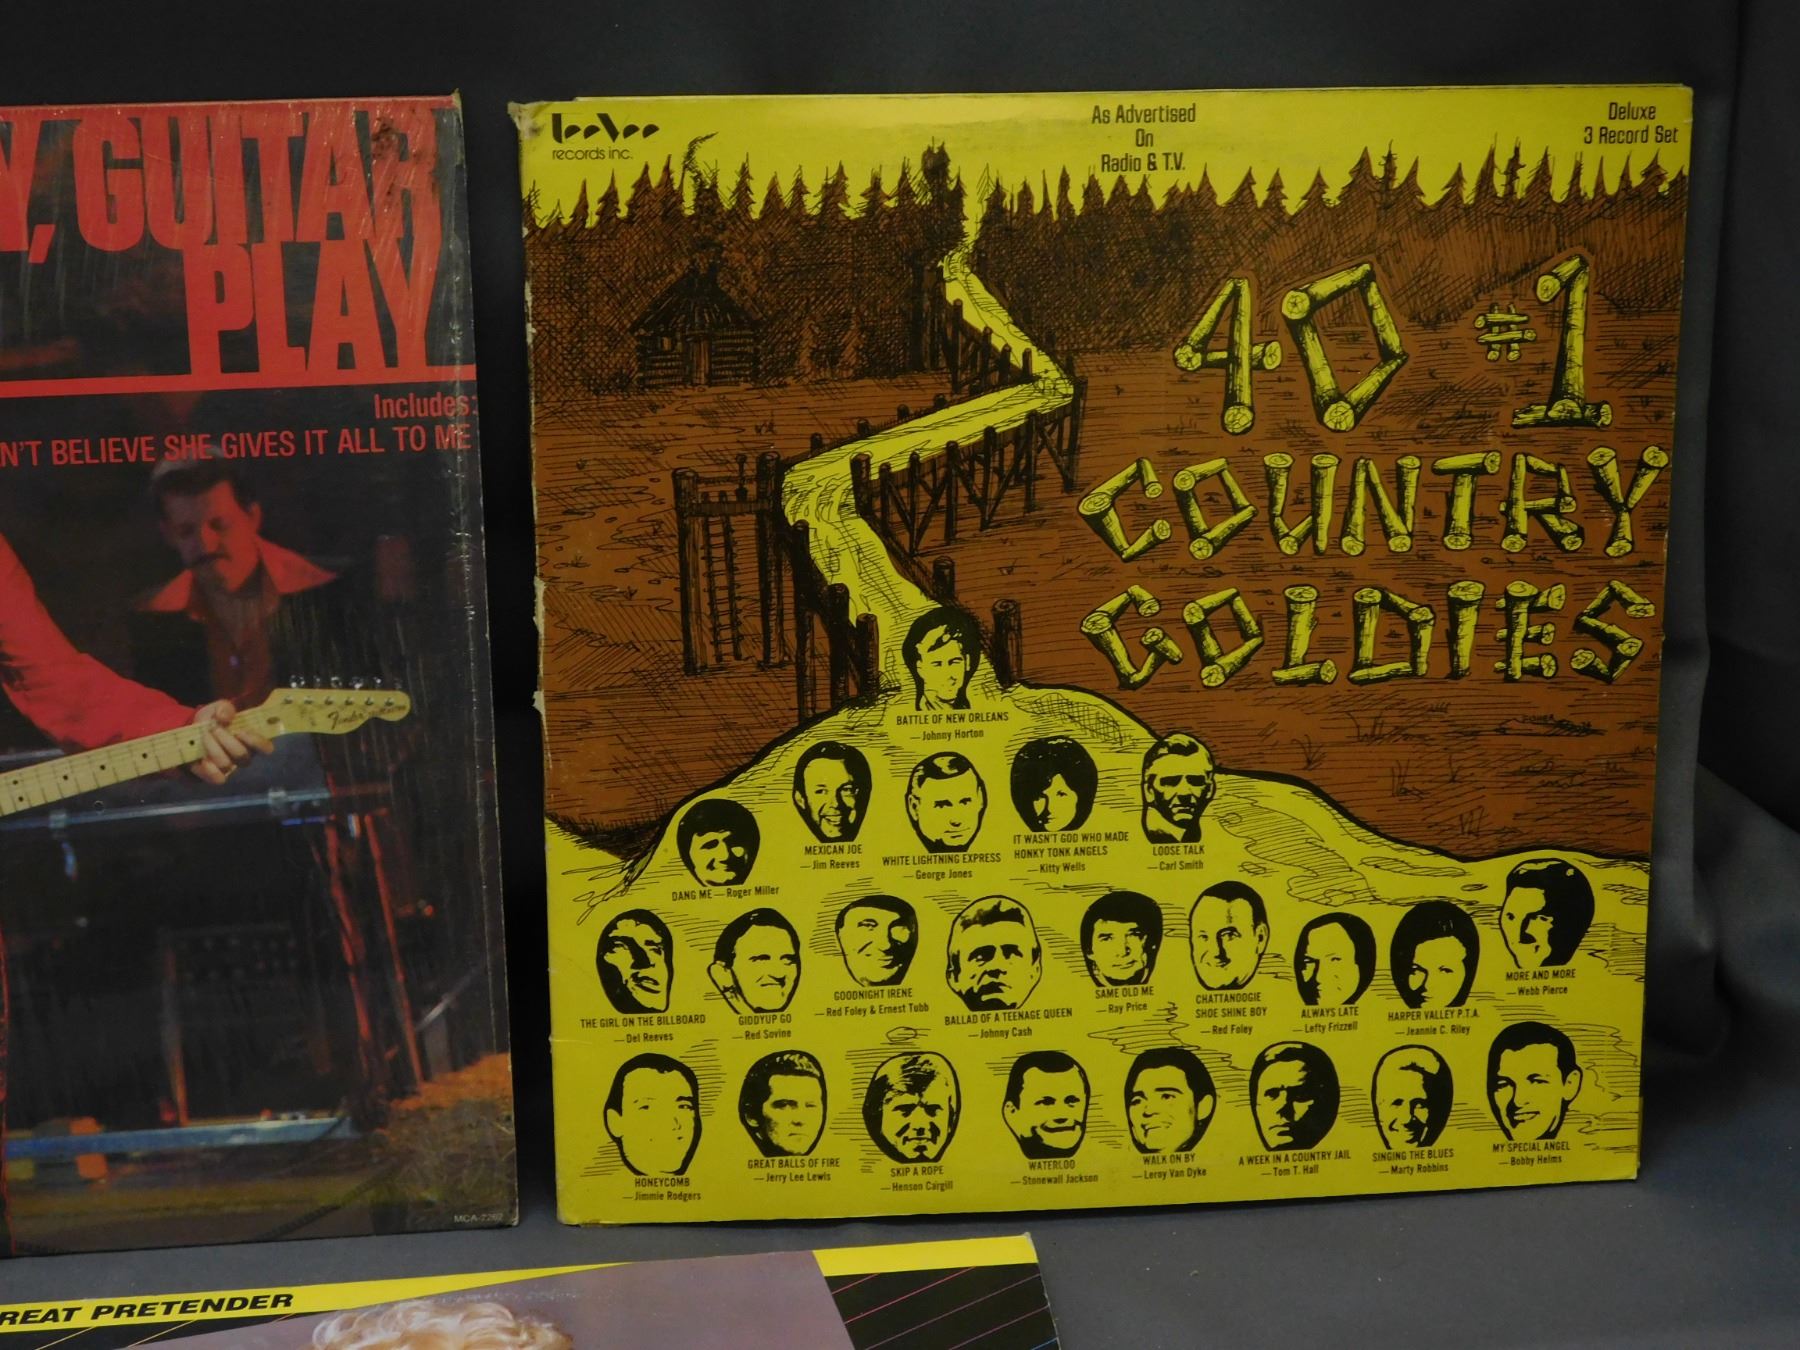 Y, GUITAR
PLAY
Includes:
N'T BELIEVE SHE GIVES IT ALL TO ME
Fender
MCA-7262
TeeVee
records inc.
As Advertised
On
Radio & T.V.
Deluxe
3 Record Set
40 #1
COUNTRY
GOLDIES
BATTLE OF NEW ORLEANS
—Johnny Horton
MEXICAN JOE
—Jim Reeves
WHITE LIGHTNING EXPRESS
—George Jones
IT WASN'T GOD WHO MADE
HONKY TONK ANGELS
—Kitty Wells
LOOSE TALK
—Carl Smith
DANG ME—Roger Miller
THE GIRL ON THE BILLBOARD
—Del Reeves
GIDDYUP GO
—Red Sovine
GOODNIGHT IRENE
—Red Foley & Ernest Tubb
BALLAD OF A TEENAGE QUEEN
—Johnny Cash
SAME OLD ME
—Ray Price
CHATTANOOGIE
SHOE SHINE BOY
—Red Foley
ALWAYS LATE
—Lefty Frizzell
HARPER VALLEY P.T.A.
—Jeannie C. Riley
MORE AND MORE
—Webb Pierce
HONEYCOMB
—Jimmie Rodgers
GREAT BALLS OF FIRE
—Jerry Lee Lewis
SKIP A ROPE
—Henson Cargill
WATERLOO
—Stonewall Jackson
WALK ON BY
—Leroy Van Dyke
A WEEK IN A COUNTRY JAIL
—Tom T. Hall
SINGING THE BLUES
—Marty Robbins
MY SPECIAL ANGEL
—Bobby Helms
REAT PRETENDER